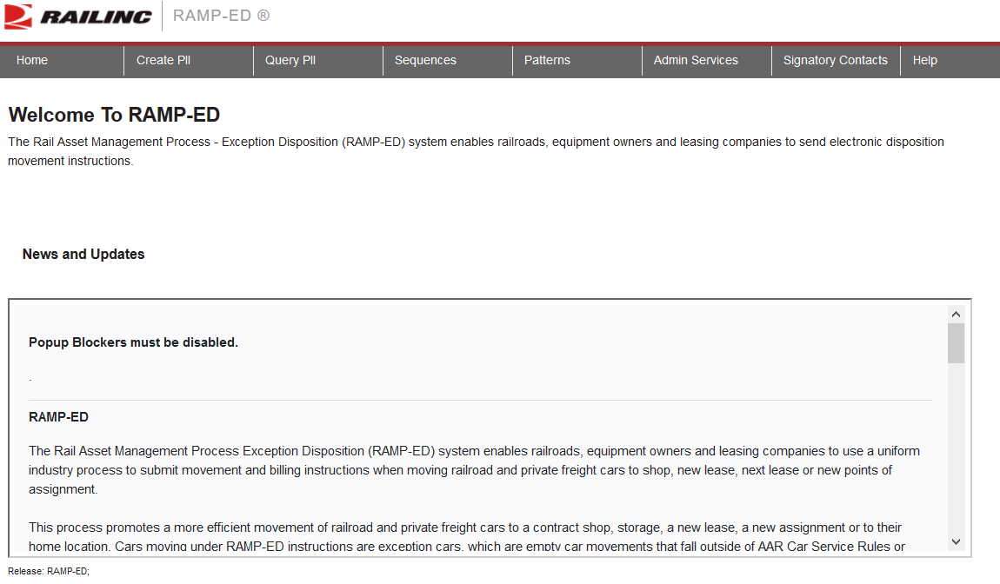 RAILINC RAMP-ED ®
Home Create PII Query PII Sequences Patterns Admin Services Signatory Contacts Help
Welcome To RAMP-ED
The Rail Asset Management Process - Exception Disposition (RAMP-ED) system enables railroads, equipment owners and leasing companies to send electronic disposition
movement instructions.
News and Updates
Popup Blockers must be disabled.
.
RAMP-ED
The Rail Asset Management Process Exception Disposition (RAMP-ED) system enables railroads, equipment owners and leasing companies to use a uniform
industry process to submit movement and billing instructions when moving railroad and private freight cars to shop, new lease, next lease or new points of
assignment.
This process promotes a more efficient movement of railroad and private freight cars to a contract shop, storage, a new lease, a new assignment or to their
home location. Cars moving under RAMP-ED instructions are exception cars, which are empty car movements that fall outside of AAR Car Service Rules or
Release: RAMP-ED;